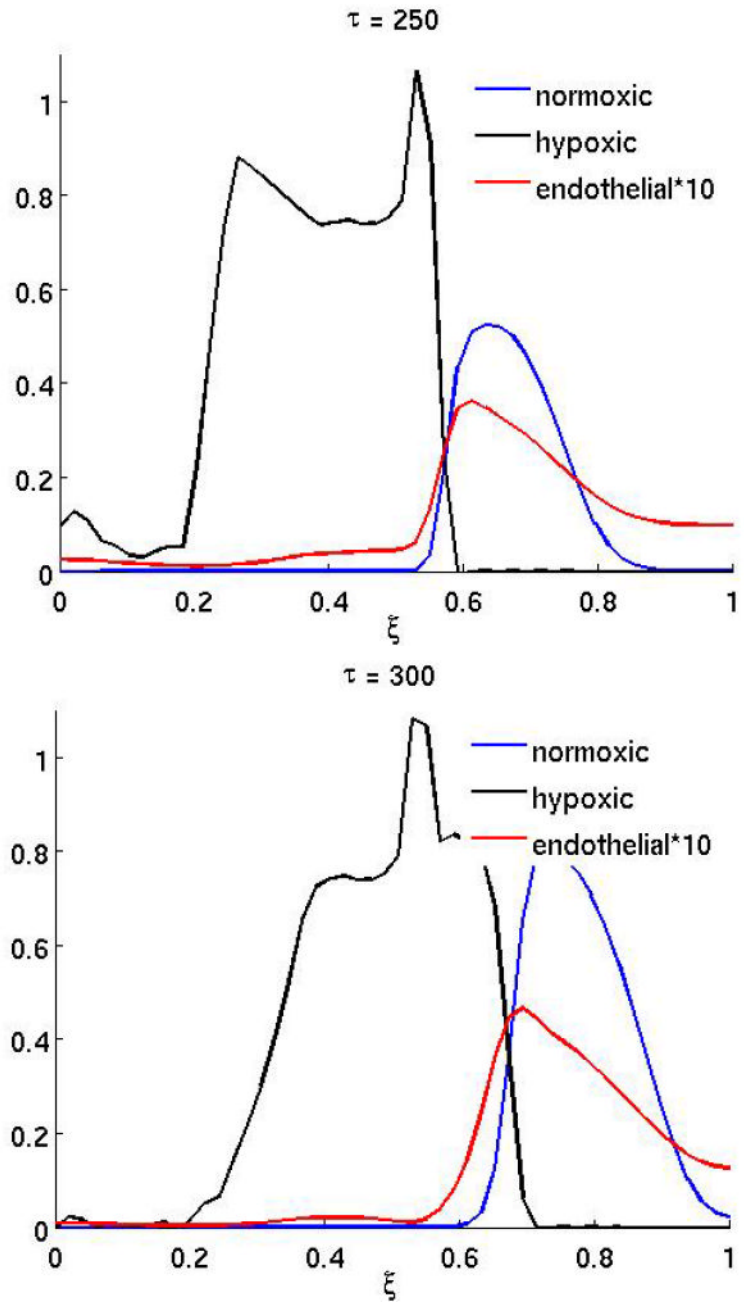 τ = 250
1
0.8
0.6
0.4
0.2
0
normoxic
hypoxic
endothelial*10
0 0.2 0.4 0.6 0.8 1
ξ
τ = 300
1
0.8
0.6
0.4
0.2
0
normoxic
hypoxic
endothelial*10
0 0.2 0.4 0.6 0.8 1
ξ